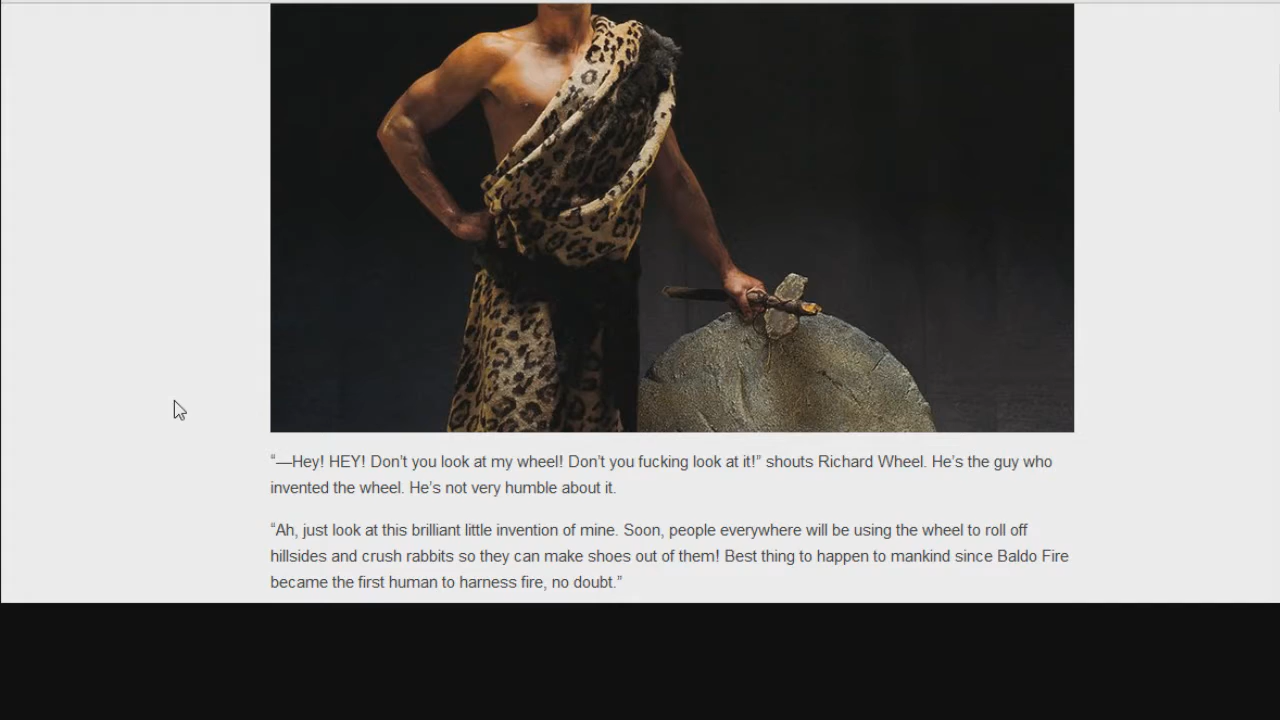 “—Hey! HEY! Don’t you look at my wheel! Don’t you fucking look at it!” shouts Richard Wheel. He’s the guy who
invented the wheel. He’s not very humble about it.
“Ah, just look at this brilliant little invention of mine. Soon, people everywhere will be using the wheel to roll off
hillsides and crush rabbits so they can make shoes out of them! Best thing to happen to mankind since Baldo Fire
became the first human to harness fire, no doubt.”